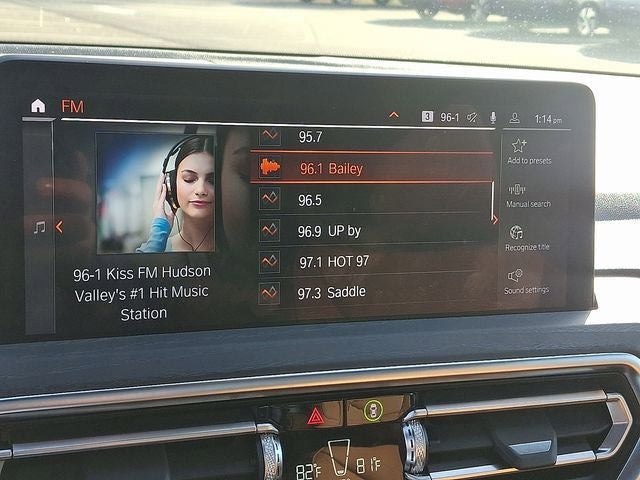 FM
3 96-1 1:14 pm
95.7
96.1 Bailey
96.5
96.9 UP by
97.1 HOT 97
97.3 Saddle
96-1 Kiss FM Hudson
Valley's #1 Hit Music
Station
Add to presets
Manual search
Recognize title
Sound settings
82°F 81°F